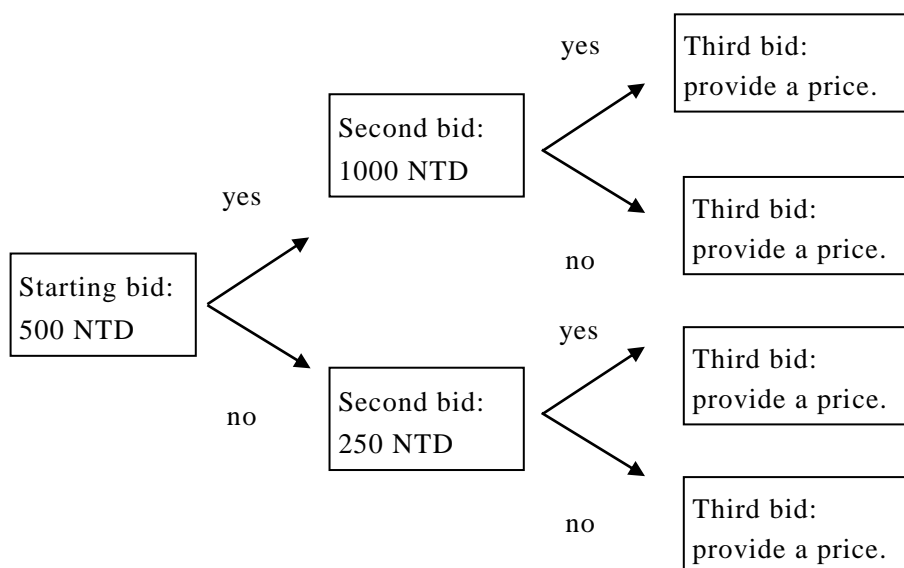 yes
Third bid:
provide a price.
Second bid:
1000 NTD
yes
Third bid:
provide a price.
no
Starting bid:
500 NTD
yes
Third bid:
provide a price.
no
Second bid:
250 NTD
no
Third bid:
provide a price.